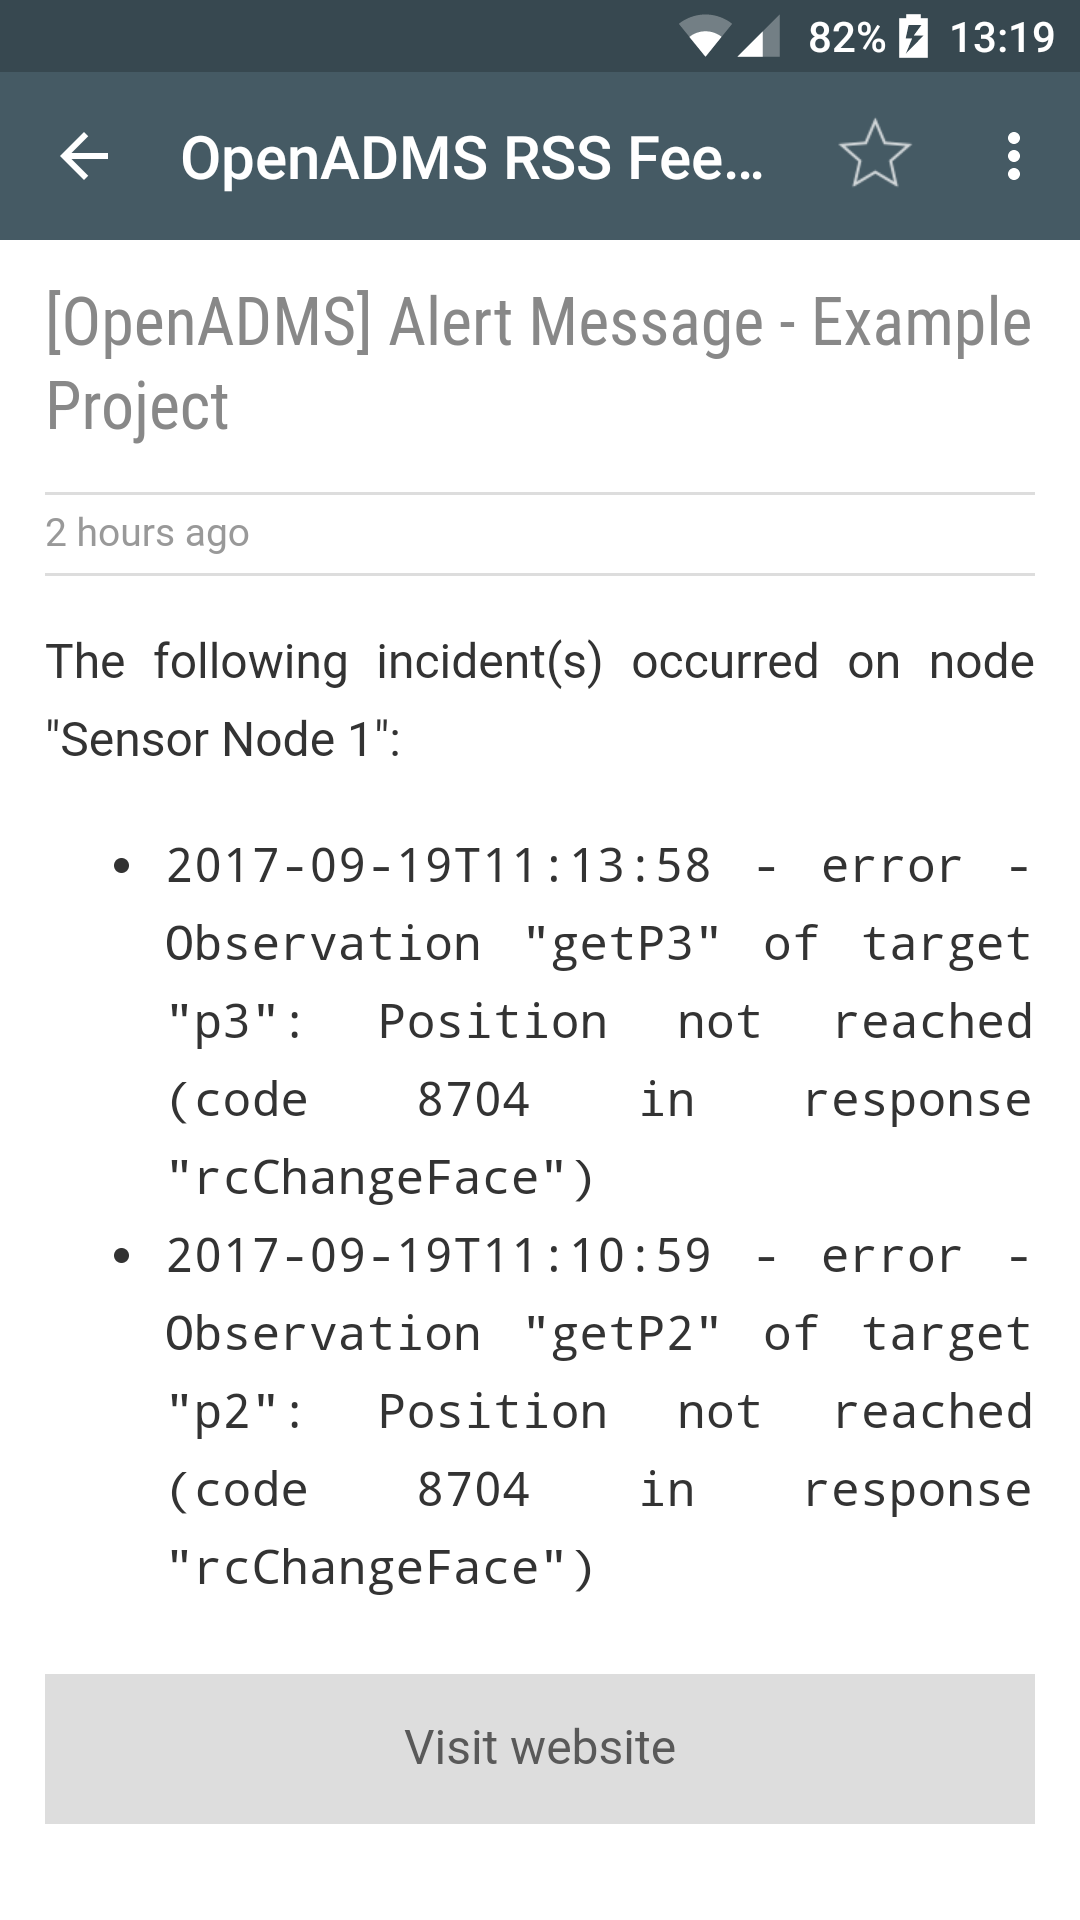 82% 13:19
OpenADMS RSS Fee...
[OpenADMS] Alert Message - Example
Project
2 hours ago
The following incident(s) occurred on node
"Sensor Node 1":
• 2017-09-19T11:13:58 - error -
Observation "getP3" of target
"p3": Position not reached
(code 8704 in response
"rcChangeFace")
• 2017-09-19T11:10:59 - error -
Observation "getP2" of target
"p2": Position not reached
(code 8704 in response
"rcChangeFace")
Visit website